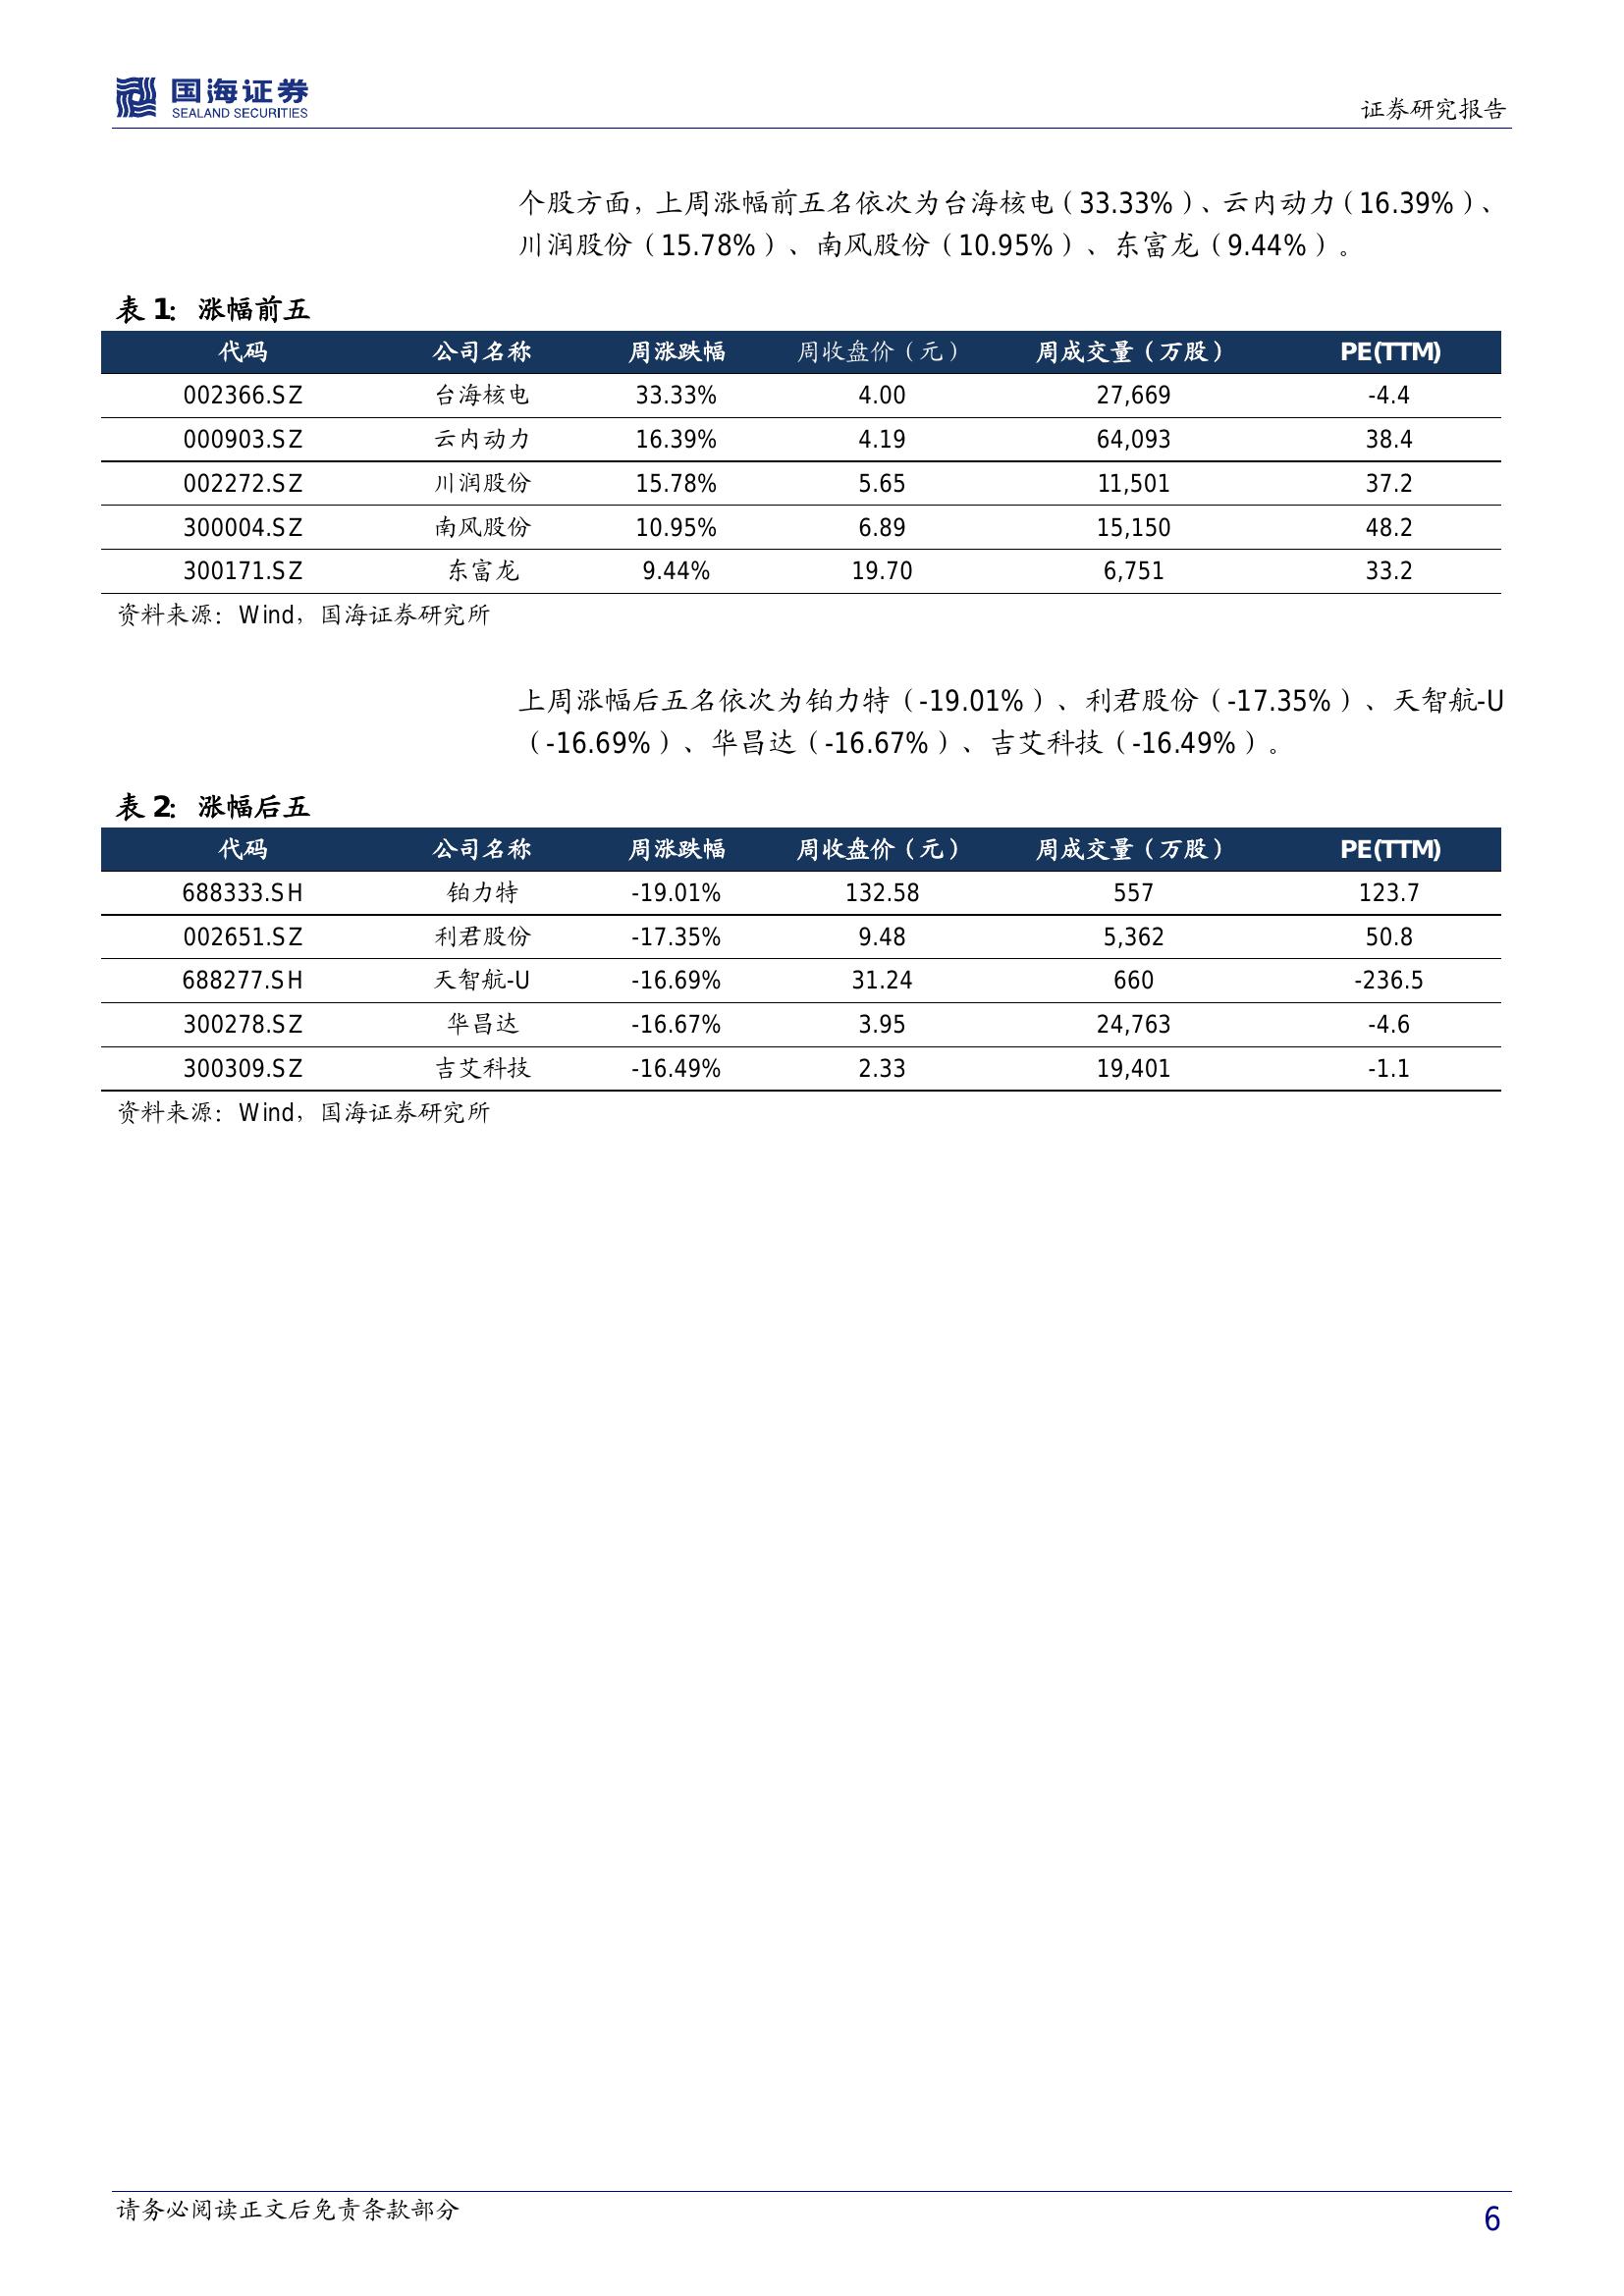 国海证券
SEALAND SECURITIES
证券研究报告
个股方面，上周涨幅前五名依次为台海核电（33.33%）、云内动力（16.39%）、
川润股份（15.78%）、南风股份（10.95%）、东富龙（9.44%）。
表 1：涨幅前五
代码 公司名称 周涨跌幅 周收盘价（元） 周成交量（万股） PE(TTM)
002366.SZ 台海核电 33.33% 4.00 27,669 -4.4
000903.SZ 云内动力 16.39% 4.19 64,093 38.4
002272.SZ 川润股份 15.78% 5.65 11,501 37.2
300004.SZ 南风股份 10.95% 6.89 15,150 48.2
300171.SZ 东富龙 9.44% 19.70 6,751 33.2
资料来源：Wind，国海证券研究所
上周涨幅后五名依次为铂力特（-19.01%）、利君股份（-17.35%）、天智航-U
（-16.69%）、华昌达（-16.67%）、吉艾科技（-16.49%）。
表 2：涨幅后五
代码 公司名称 周涨跌幅 周收盘价（元） 周成交量（万股） PE(TTM)
688333.SH 铂力特 -19.01% 132.58 557 123.7
002651.SZ 利君股份 -17.35% 9.48 5,362 50.8
688277.SH 天智航-U -16.69% 31.24 660 -236.5
300278.SZ 华昌达 -16.67% 3.95 24,763 -4.6
300309.SZ 吉艾科技 -16.49% 2.33 19,401 -1.1
资料来源：Wind，国海证券研究所
请务必阅读正文后免责条款部分
6